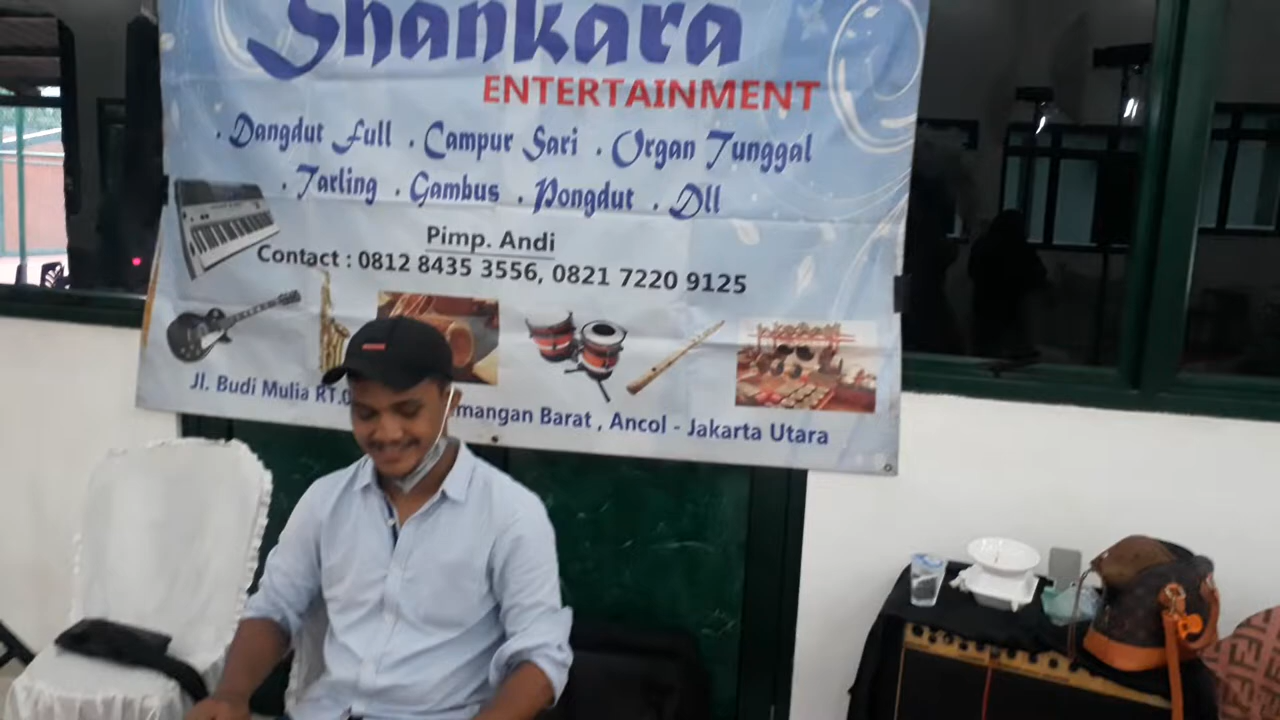 Shankara
ENTERTAINMENT
. Dangdut Full . Campur Sari . Organ Tunggal
. Tarling . Gambus . Pongdut . Dll
Pimp. Andi
Contact : 0812 8435 3556, 0821 7220 9125
Jl. Budi Mulia Barat , Ancol - Jakarta Utara